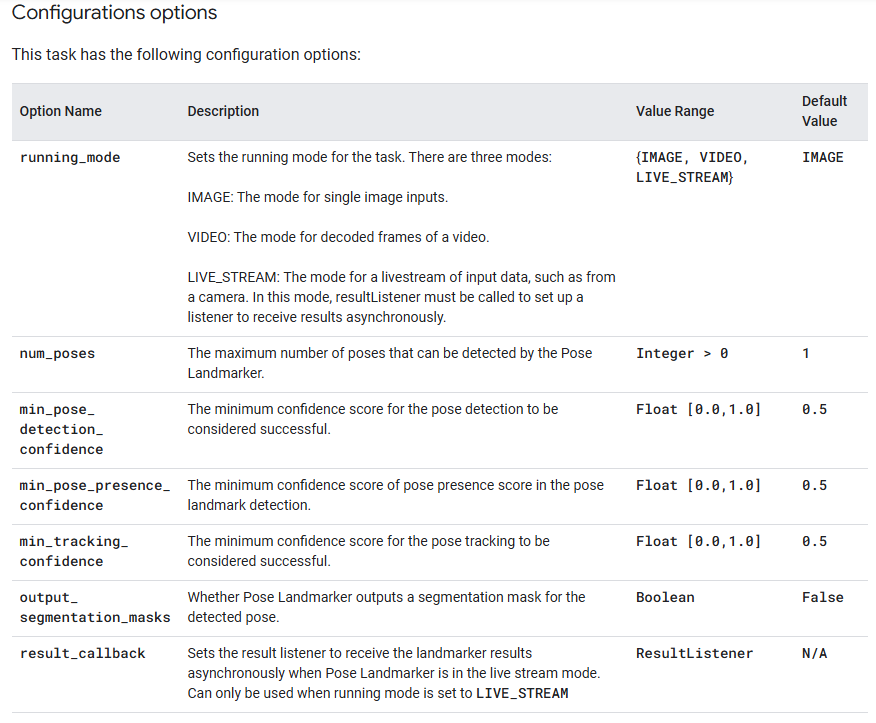 Configurations options
This task has the following configuration options:
Option Name Description Value Range Default Value
running_mode Sets the running mode for the task. There are three modes: {IMAGE, VIDEO, LIVE_STREAM} IMAGE
IMAGE: The mode for single image inputs.
VIDEO: The mode for decoded frames of a video.
LIVE_STREAM: The mode for a livestream of input data, such as from
a camera. In this mode, resultListener must be called to set up a
listener to receive results asynchronously.
num_poses The maximum number of poses that can be detected by the Pose Integer > 0 1
Landmarker.
min_pose_ The minimum confidence score for the pose detection to be Float [0.0,1.0] 0.5
detection_ considered successful.
confidence
min_pose_presence_ The minimum confidence score of pose presence score in the pose Float [0.0,1.0] 0.5
confidence landmark detection.
min_tracking_ The minimum confidence score for the pose tracking to be Float [0.0,1.0] 0.5
confidence considered successful.
output_ Whether Pose Landmarker outputs a segmentation mask for the Boolean False
segmentation_masks detected pose.
result_callback Sets the result listener to receive the landmarker results ResultListener N/A
asynchronously when Pose Landmarker is in the live stream mode.
Can only be used when running mode is set to LIVE_STREAM